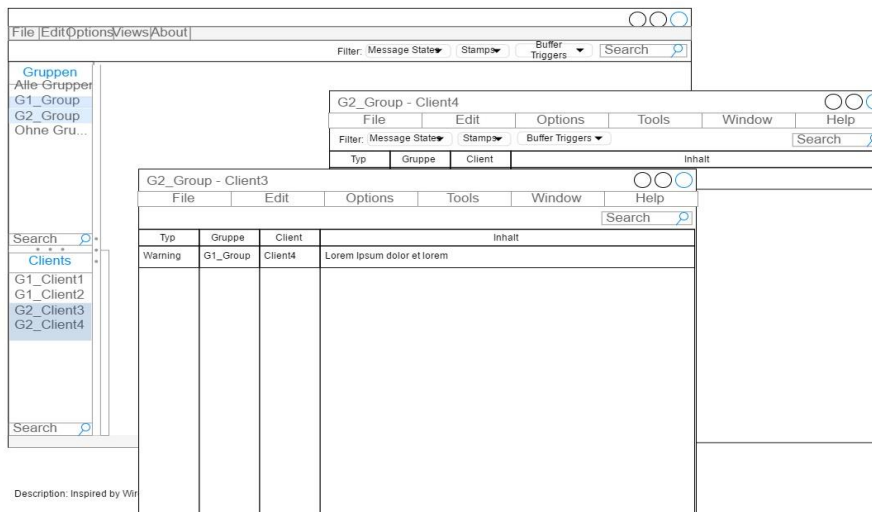 File |Edit|Options|Views|About|
Filter: Message States Stamps Buffer Triggers Search
Gruppen
Alle Gruppen
G1_Group
G2_Group
Ohne Gru...
Search
Clients
G1_Client1
G1_Client2
G2_Client3
G2_Client4
Search
G2_Group - Client4
File Edit Options Tools Window Help
Filter: Message States Stamps Buffer Triggers Search
Typ Gruppe Client Inhalt
G2_Group - Client3
File Edit Options Tools Window Help
Search
Typ Gruppe Client Inhalt
Warning G1_Group Client4 Lorem Ipsum dolor et lorem
Description: Inspired by